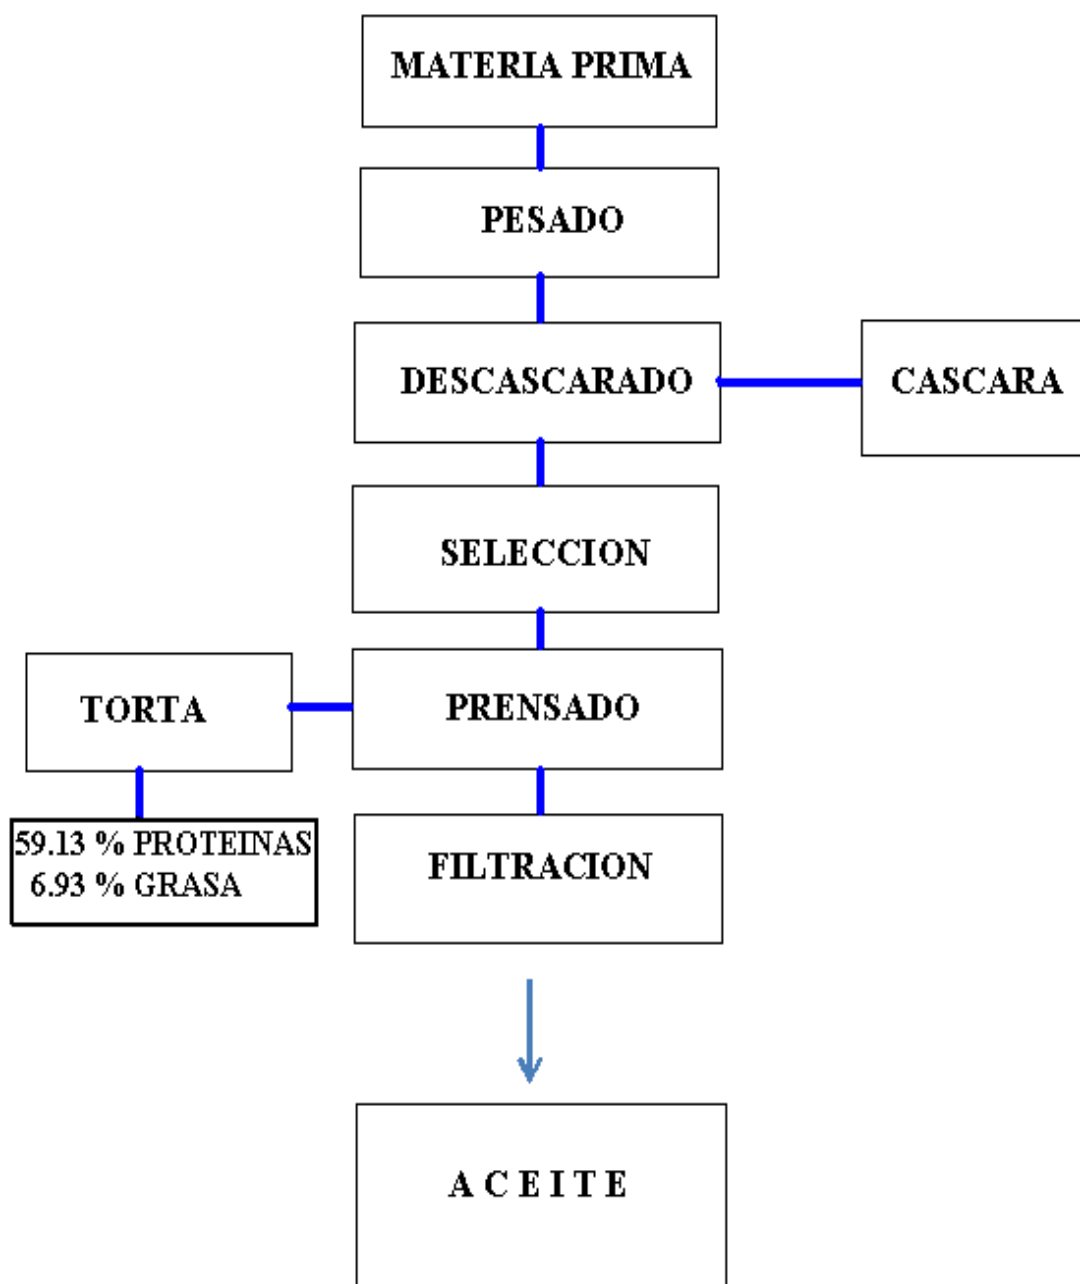 MATERIA PRIMA
PESADO
DESCASCARADO
CASCARA
SELECCION
TORTA
PRENSADO
59.13 % PROTEINAS
6.93 % GRASA
FILTRACION
A C E I T E